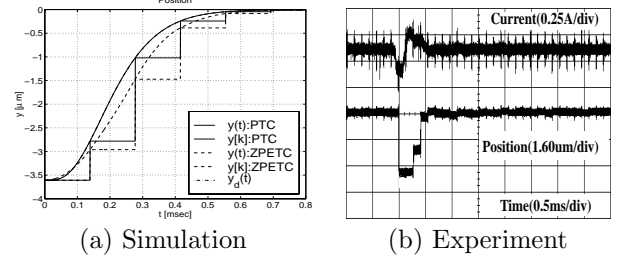 Position
0
-0.5
-1
-1.5
-2
-2.5
-3
-3.5
-4
0 0.1 0.2 0.3 0.4 0.5 0.6 0.7 0.8
y [μm]
t [msec]
y(t):PTC
y[k]:PTC
y(t):ZPETC
y[k]:ZPETC
y_d(t)
(a) Simulation
Current(0.25A/div)
Position(1.60um/div)
Time(0.5ms/div)
(b) Experiment